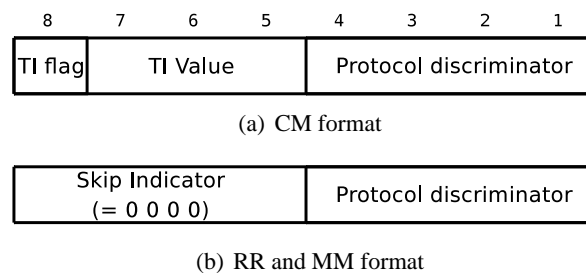 8 7 6 5 4 3 2 1
TI flag TI Value Protocol discriminator
(a) CM format
Skip Indicator
(= 0 0 0 0) Protocol discriminator
(b) RR and MM format